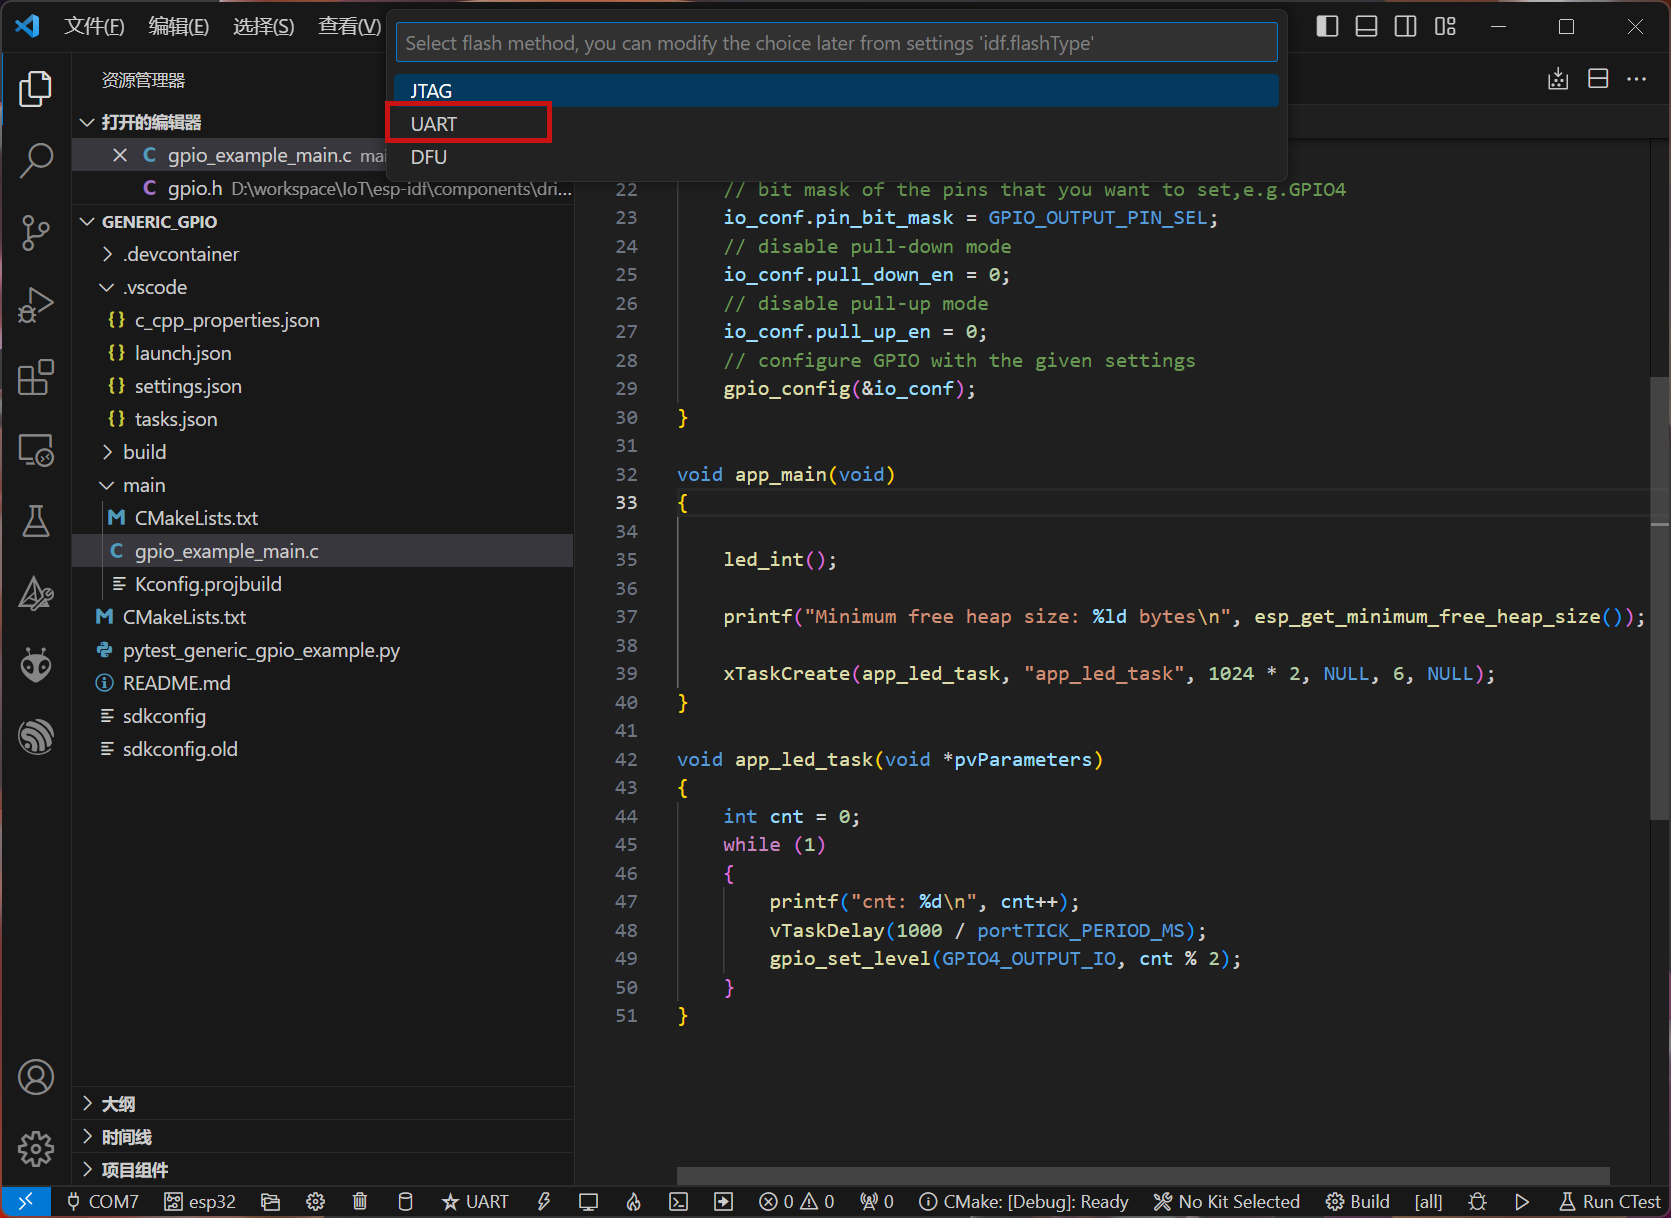 文件(F) 编辑(E) 选择(S) 查看(V)
Select flash method, you can modify the choice later from settings 'idf.flashType'
JTAG
UART
DFU
资源管理器
打开的编辑器
gpio_example_main.c mai
gpio.h D:\workspace\IoT\esp-idf\components\dri...
GENERIC_GPIO
.devcontainer
.vscode
c_cpp_properties.json
launch.json
settings.json
tasks.json
build
main
CMakeLists.txt
gpio_example_main.c
Kconfig.projbuild
CMakeLists.txt
pytest_generic_gpio_example.py
README.md
sdkconfig
sdkconfig.old
大纲
时间线
项目组件
22 // bit mask of the pins that you want to set,e.g.GPIO4
23 io_conf.pin_bit_mask = GPIO_OUTPUT_PIN_SEL;
24 // disable pull-down mode
25 io_conf.pull_down_en = 0;
26 // disable pull-up mode
27 io_conf.pull_up_en = 0;
28 // configure GPIO with the given settings
29 gpio_config(&io_conf);
30 }
31
32 void app_main(void)
33 {
34
35 led_int();
36
37 printf("Minimum free heap size: %ld bytes\n", esp_get_minimum_free_heap_size());
38
39 xTaskCreate(app_led_task, "app_led_task", 1024 * 2, NULL, 6, NULL);
40 }
41
42 void app_led_task(void *pvParameters)
43 {
44 int cnt = 0;
45 while (1)
46 {
47 printf("cnt: %d\n", cnt++);
48 vTaskDelay(1000 / portTICK_PERIOD_MS);
49 gpio_set_level(GPIO4_OUTPUT_IO, cnt % 2);
50 }
51 }
COM7 esp32 UART 0 0 0 CMake: [Debug]: Ready No Kit Selected Build [all] Run CTest